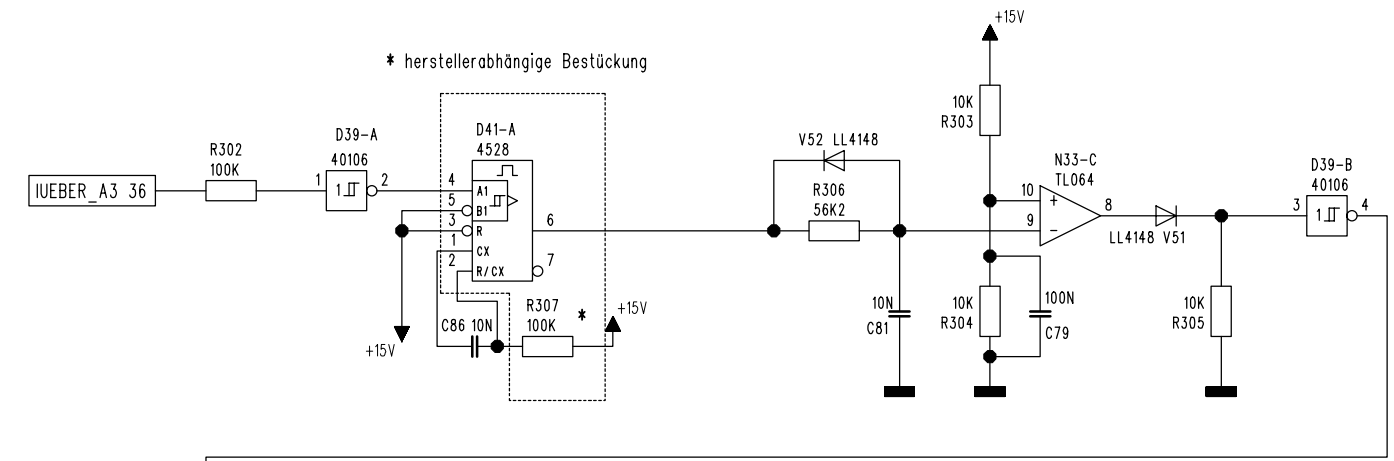 +15V
* herstellerabhängige Bestückung
10K
R303
D39-A
40106
D41-A
4528
R302
100K
V52 LL4148
N33-C
TL064
D39-B
40106
IUEBER_A3 36
1
1
2
4
A1
5
B1
3
R
1
CX
2
R/CX
6
7
R306
56K2
10
+
9
-
8
LL4148 V51
3
1
4
+15V
C86 10N
R307
100K
*
+15V
10N
C81
10K
R304
100N
C79
10K
R305